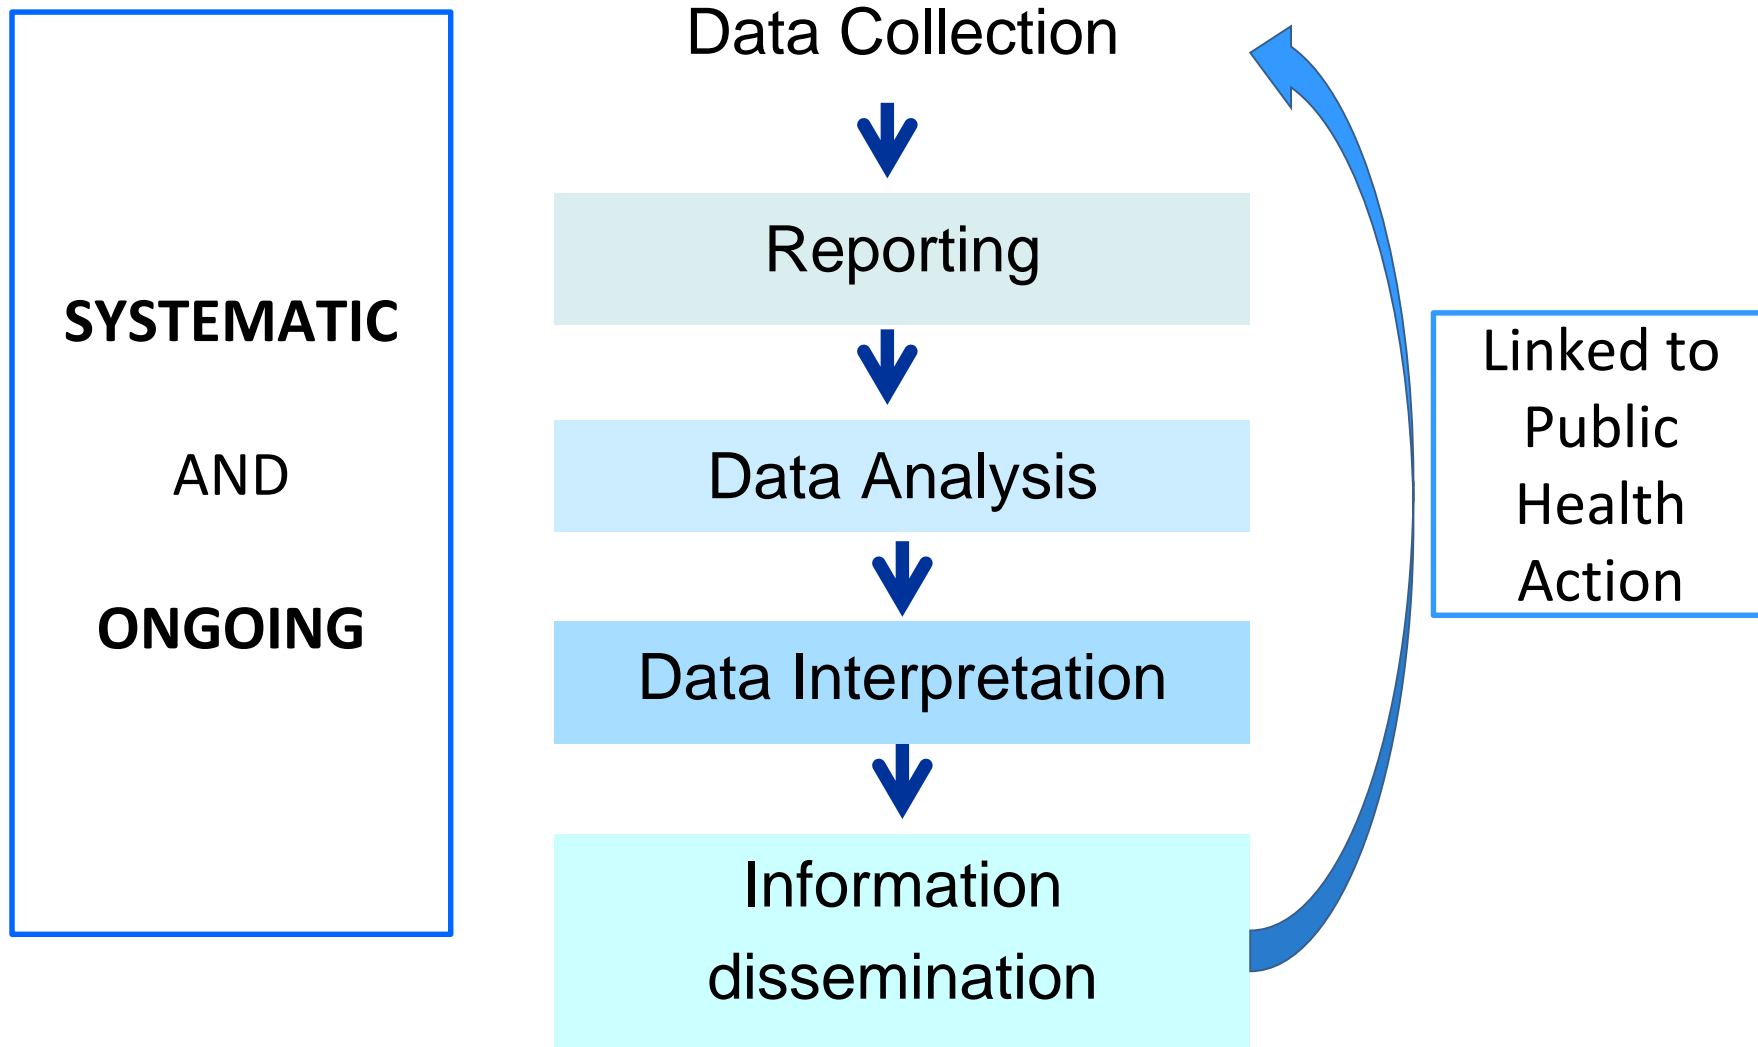 SYSTEMATIC
AND
ONGOING
Data Collection
Reporting
Data Analysis
Data Interpretation
Information
dissemination
Linked to
Public
Health
Action